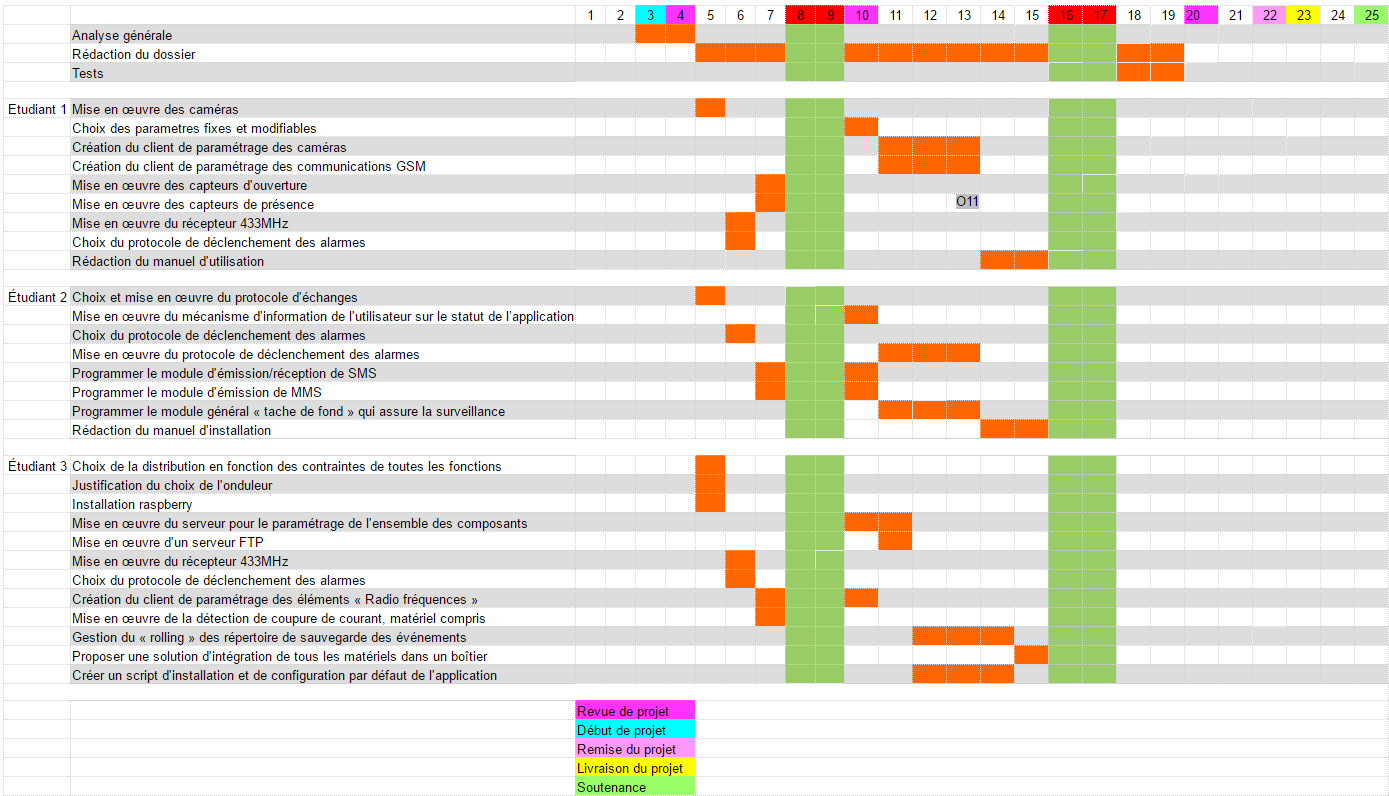 1 2 3 4 5 6 7 8 9 10 11 12 13 14 15 16 17 18 19 20 21 22 23 24 25
Analyse générale
Rédaction du dossier
Tests
Etudiant 1 Mise en œuvre des caméras
Choix des parametres fixes et modifiables
Création du client de paramétrage des caméras
Création du client de paramétrage des communications GSM
Mise en œuvre des capteurs d'ouverture
Mise en œuvre des capteurs de présence O11
Mise en œuvre du récepteur 433MHz
Choix du protocole de déclenchement des alarmes
Rédaction du manuel d'utilisation
Étudiant 2 Choix et mise en œuvre du protocole d'échanges
Mise en œuvre du mécanisme d'information de l'utilisateur sur le statut de l'application
Choix du protocole de déclenchement des alarmes
Mise en œuvre du protocole de déclenchement des alarmes
Programmer le module d'émission/réception de SMS
Programmer le module d'émission de MMS
Programmer le module général « tache de fond » qui assure la surveillance
Rédaction du manuel d'installation
Étudiant 3 Choix de la distribution en fonction des contraintes de toutes les fonctions
Justification du choix de l'onduleur
Installation raspberry
Mise en œuvre du serveur pour le paramétrage de l'ensemble des composants
Mise en œuvre d'un serveur FTP
Mise en œuvre du récepteur 433MHz
Choix du protocole de déclenchement des alarmes
Création du client de paramétrage des éléments « Radio fréquences »
Mise en œuvre de la détection de coupure de courant, matériel compris
Gestion du « rolling » des répertoire de sauvegarde des événements
Proposer une solution d'intégration de tous les matériels dans un boîtier
Créer un script d'installation et de configuration par défaut de l'application
Revue de projet
Début de projet
Remise du projet
Livraison du projet
Soutenance